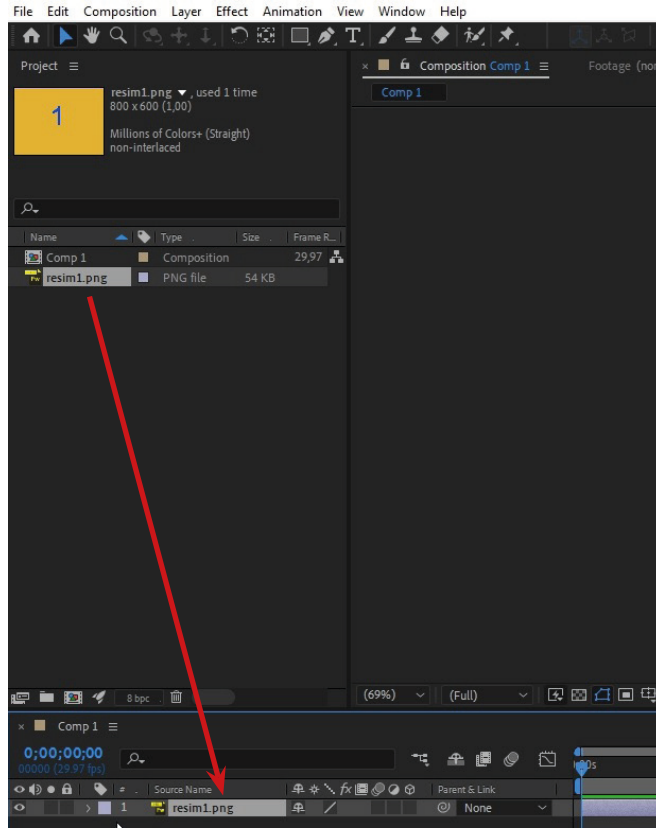 File Edit Composition Layer Effect Animation View Window Help
Project
Composition Comp 1
Footage (nor
Comp 1
1
resim1.png , used 1 time
800 x 600 (1,00)
Millions of Colors+ (Straight)
non-interlaced
Name Type Size Frame R...
Comp 1 Composition 29,97
resim1.png PNG file 54 KB
8 bpc
(69%) (Full)
Comp 1
0;00;00;00
00000 (29.97 fps)
# Source Name fx Parent & Link
1 resim1.png None